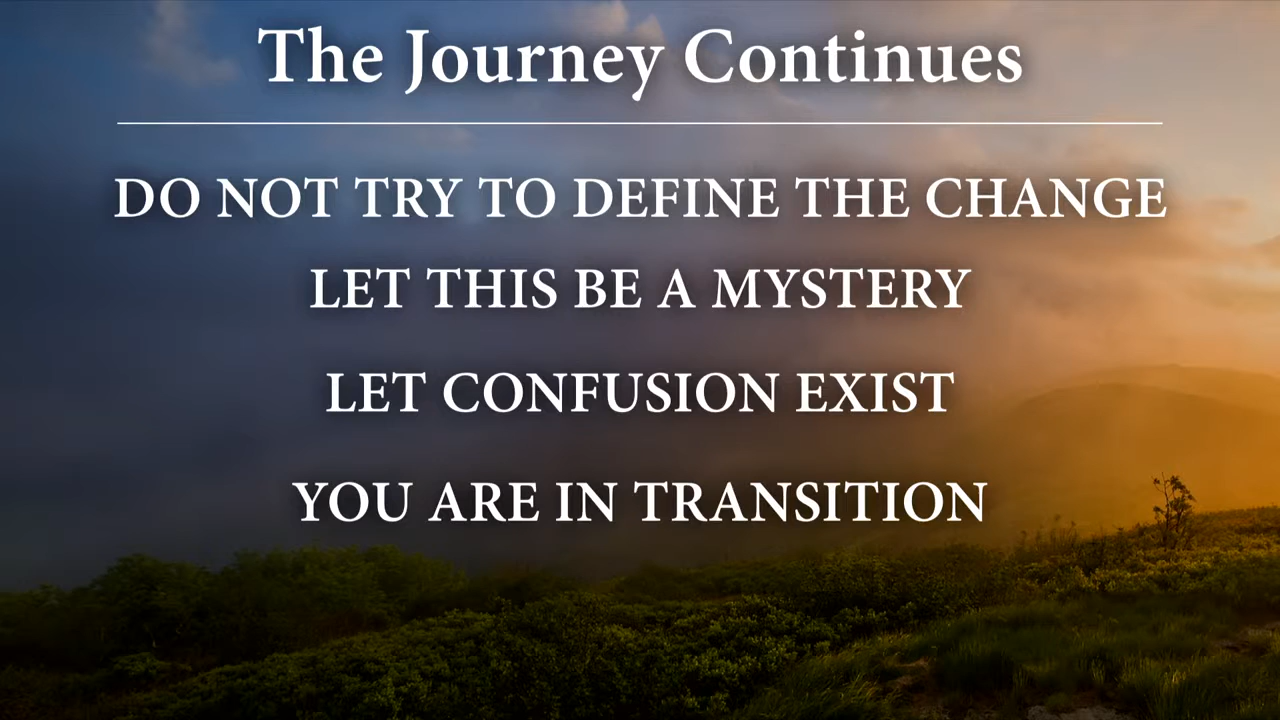 The Journey Continues
DO NOT TRY TO DEFINE THE CHANGE
LET THIS BE A MYSTERY
LET CONFUSION EXIST
YOU ARE IN TRANSITION